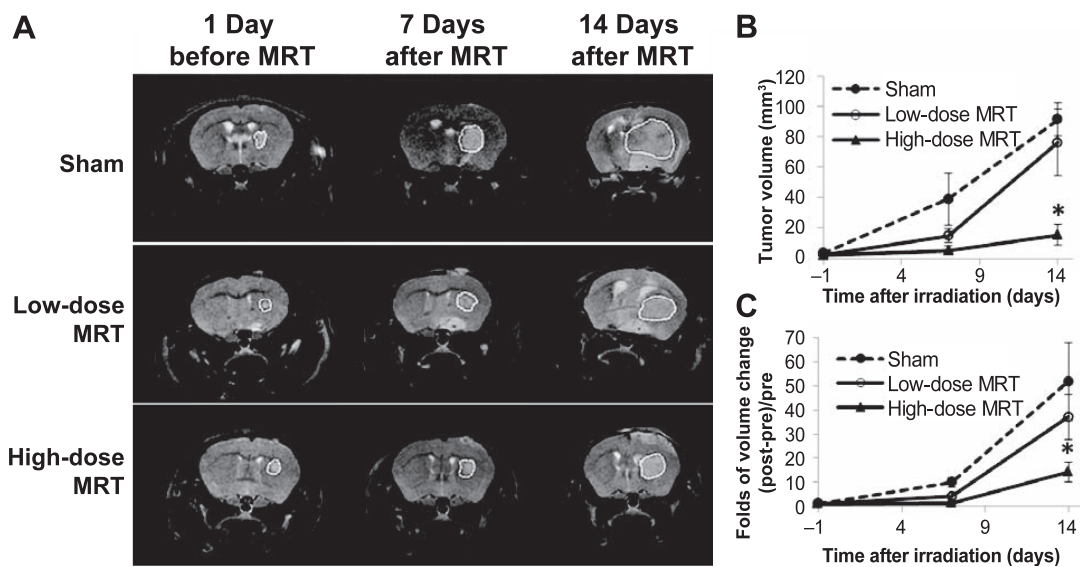 A
1 Day
before MRT
7 Days
after MRT
14 Days
after MRT
Sham
Low-dose
MRT
High-dose
MRT
B
Tumor volume (mm³)
120
100
80
60
40
20
0
Sham
Low-dose MRT
High-dose MRT
*
–1
4
9
14
Time after irradiation (days)
C
Folds of volume change
(post-pre)/pre
70
60
50
40
30
20
10
0
Sham
Low-dose MRT
High-dose MRT
*
–1
4
9
14
Time after irradiation (days)